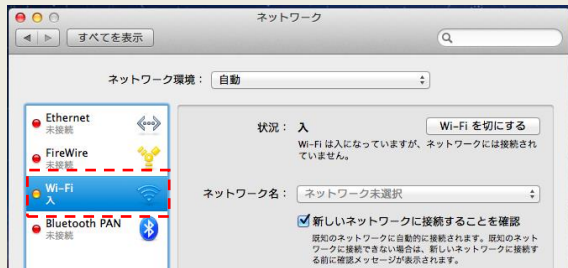 ネットワーク
すべてを表示
ネットワーク環境： 自動
Ethernet
未接続
FireWire
未接続
Wi-Fi
入
Bluetooth PAN
未接続
状況： 入
Wi-Fi を切にする
Wi-Fi は入になっていますが、ネットワークには接続され
ていません。
ネットワーク名： ネットワーク未選択
新しいネットワークに接続することを確認
既知のネットワークに自動的に接続されます。既知のネット
ワークに接続できない場合は、新しいネットワークに接続す
る前に確認メッセージが表示されます。